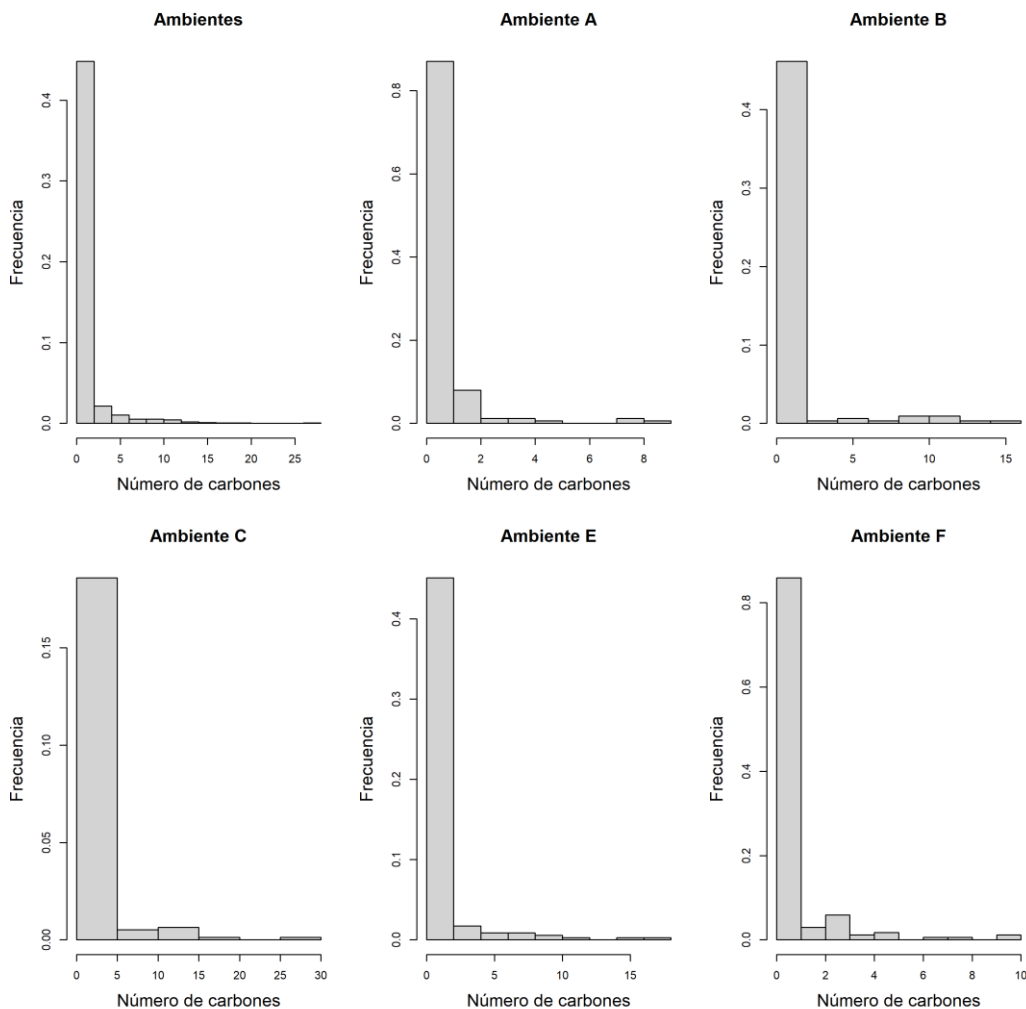 Ambientes
Frecuencia
0.0 0.1 0.2 0.3 0.4
0 5 10 15 20 25
Número de carbones
Ambiente A
Frecuencia
0.0 0.2 0.4 0.6 0.8
0 2 4 6 8
Número de carbones
Ambiente B
Frecuencia
0.0 0.1 0.2 0.3 0.4
0 5 10 15
Número de carbones
Ambiente C
Frecuencia
0.00 0.05 0.10 0.15
0 5 10 15 20 25 30
Número de carbones
Ambiente E
Frecuencia
0.0 0.1 0.2 0.3 0.4
0 5 10 15
Número de carbones
Ambiente F
Frecuencia
0.0 0.2 0.4 0.6 0.8
0 2 4 6 8 10
Número de carbones